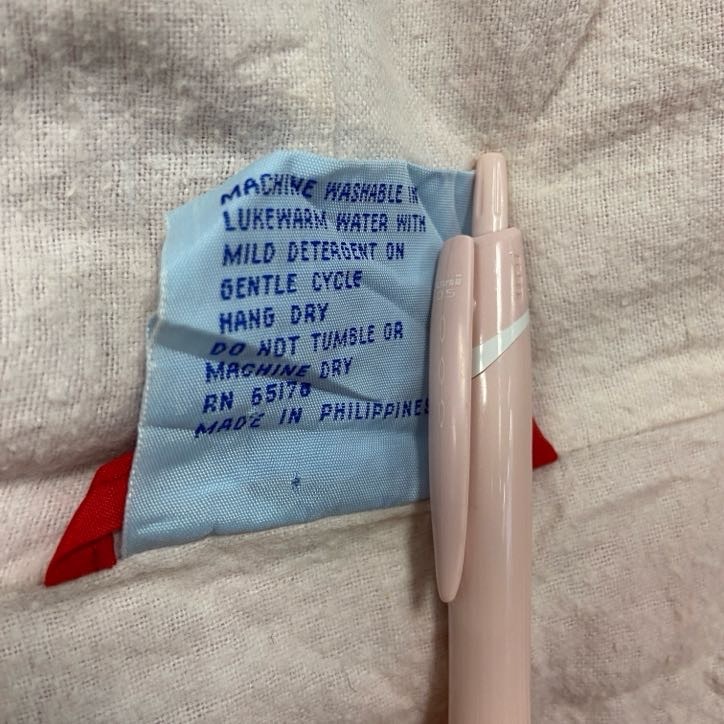 MACHINE WASHABLE IN
LUKEWARM WATER WITH
MILD DETERGENT ON
GENTLE CYCLE
HANG DRY
DO NOT TUMBLE OR
MACHINE DRY
RN 65178
MADE IN PHILIPPINES